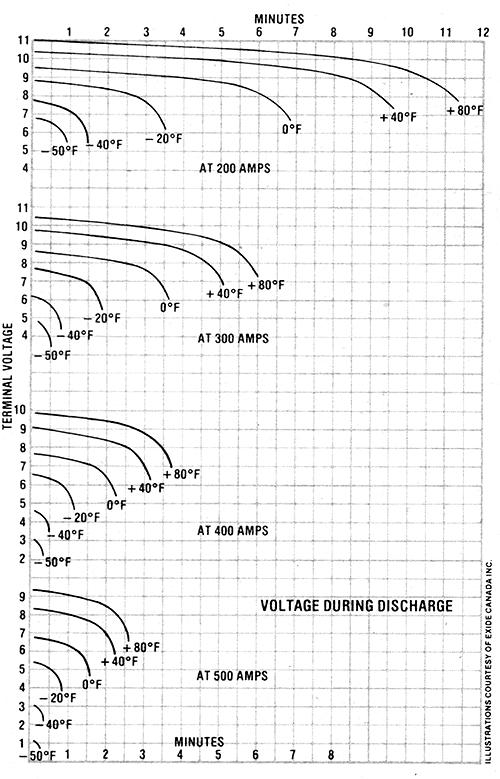 MINUTES
1 2 3 4 5 6 7 8 9 10 11 12
11
10
9
8
7
6
5
4
−50°F −40°F −20°F 0°F +40°F +80°F
AT 200 AMPS
11
10
9
8
7
6
5
4
−50°F −40°F −20°F 0°F +40°F +80°F
AT 300 AMPS
TERMINAL VOLTAGE
10
9
8
7
6
5
4
3
2
−50°F −40°F −20°F 0°F +40°F +80°F
AT 400 AMPS
9
8
7
6
5
4
3
2
1
−50°F −40°F −20°F 0°F +40°F +80°F
AT 500 AMPS
VOLTAGE DURING DISCHARGE
MINUTES
1 2 3 4 5 6 7 8
ILLUSTRATIONS COURTESY OF EXIDE CANADA INC.